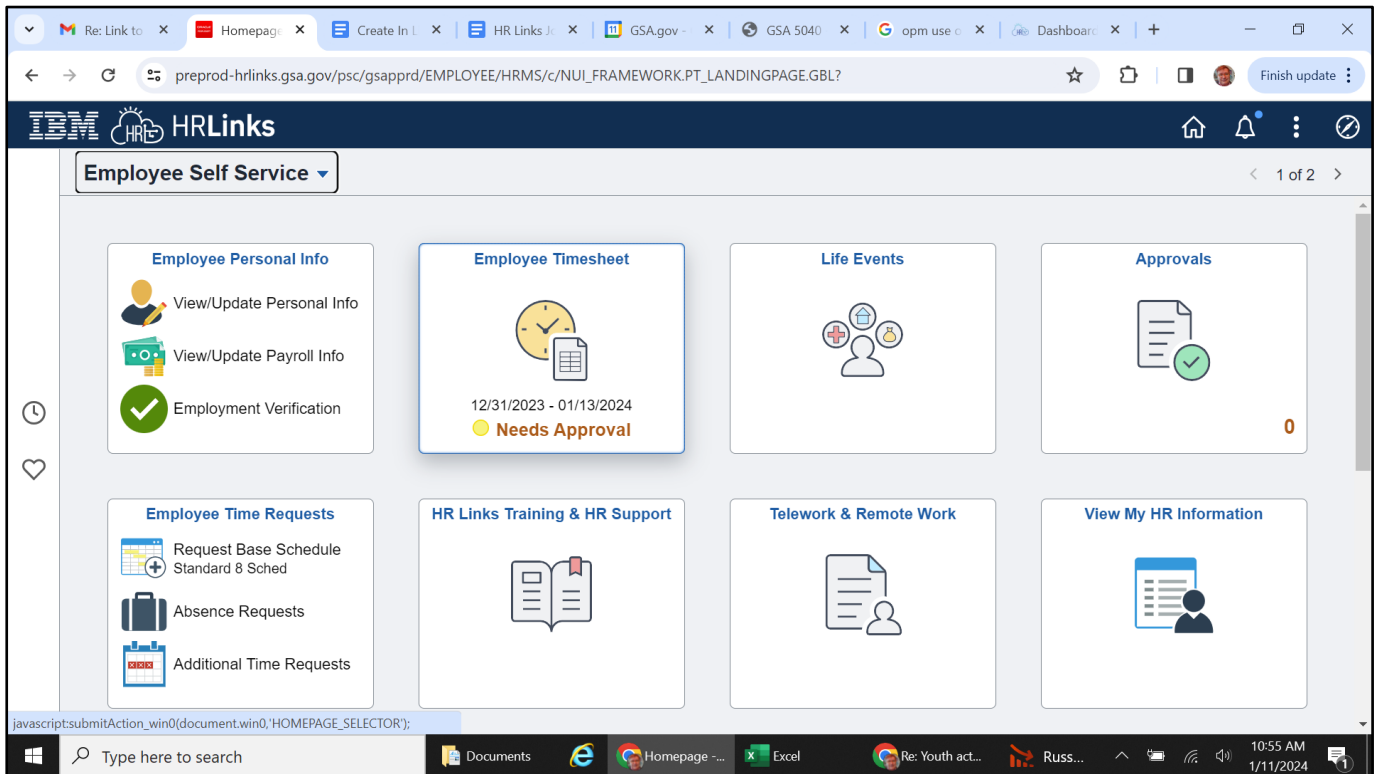 Re: Link to
Homepage
Create In L
HR Links Jo
GSA.gov -
GSA 5040
opm use o
Dashboard
preprod-hrlinks.gsa.gov/psc/gsapprd/EMPLOYEE/HRMS/c/NUI_FRAMEWORK.PT_LANDINGPAGE.GBL?
Finish update
IBM HR HRLinks
Employee Self Service
1 of 2
Employee Personal Info
View/Update Personal Info
View/Update Payroll Info
Employment Verification
Employee Timesheet
12/31/2023 - 01/13/2024
Needs Approval
Life Events
Approvals
0
Employee Time Requests
Request Base Schedule
Standard 8 Sched
Absence Requests
Additional Time Requests
HR Links Training & HR Support
Telework & Remote Work
View My HR Information
javascript:submitAction_win0(document.win0,'HOMEPAGE_SELECTOR');
Type here to search
Documents
Homepage -...
Excel
Re: Youth act...
Russ...
10:55 AM
1/11/2024
1